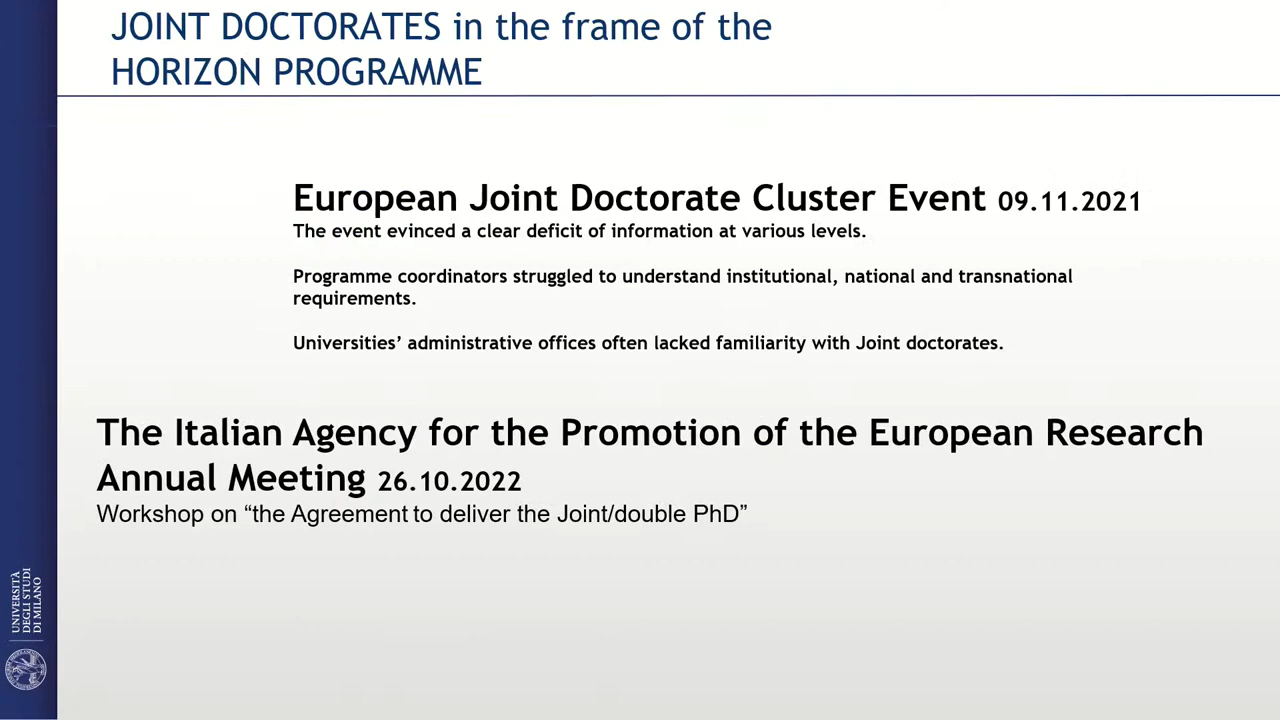 JOINT DOCTORATES in the frame of the
HORIZON PROGRAMME
European Joint Doctorate Cluster Event 09.11.2021
The event evinced a clear deficit of information at various levels.
Programme coordinators struggled to understand institutional, national and transnational
requirements.
Universities’ administrative offices often lacked familiarity with Joint doctorates.
The Italian Agency for the Promotion of the European Research
Annual Meeting 26.10.2022
Workshop on “the Agreement to deliver the Joint/double PhD”
UNIVERSITÀ
DEGLI STUDI
DI MILANO